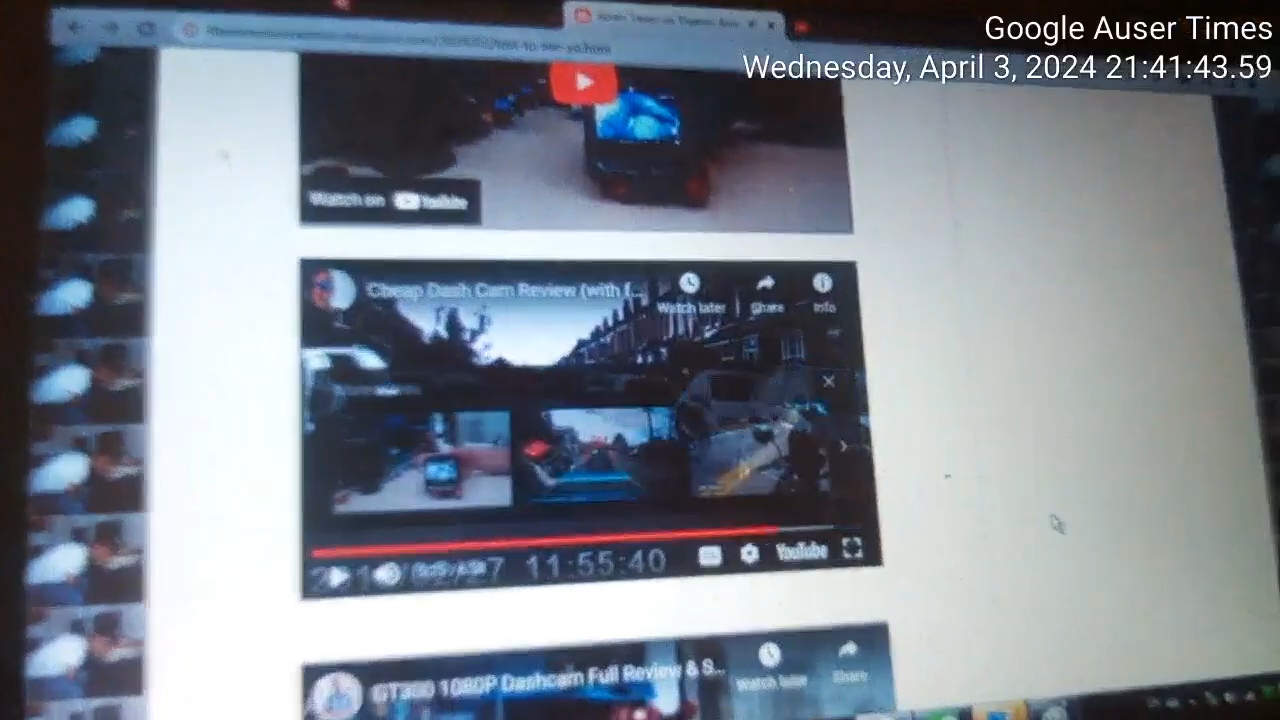 Google Auser Times
Wednesday, April 3, 2024 21:41:43.59
Watch on YouTube
Cheap Dash Cam Review (with f...
Watch later
Share
Info
11:55:40
YouTube
GT300 1080P Dashcam Full Review & S...
Watch later
Share